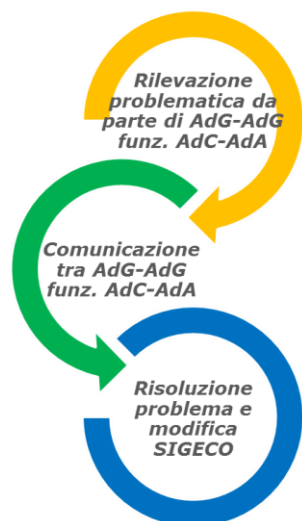 Rilevazione
problematica da
parte di AdG-AdG
funz. AdC-AdA
Comunicazione
tra AdG-AdG
funz. AdC-AdA
Risoluzione
problema e
modifica
SIGECO